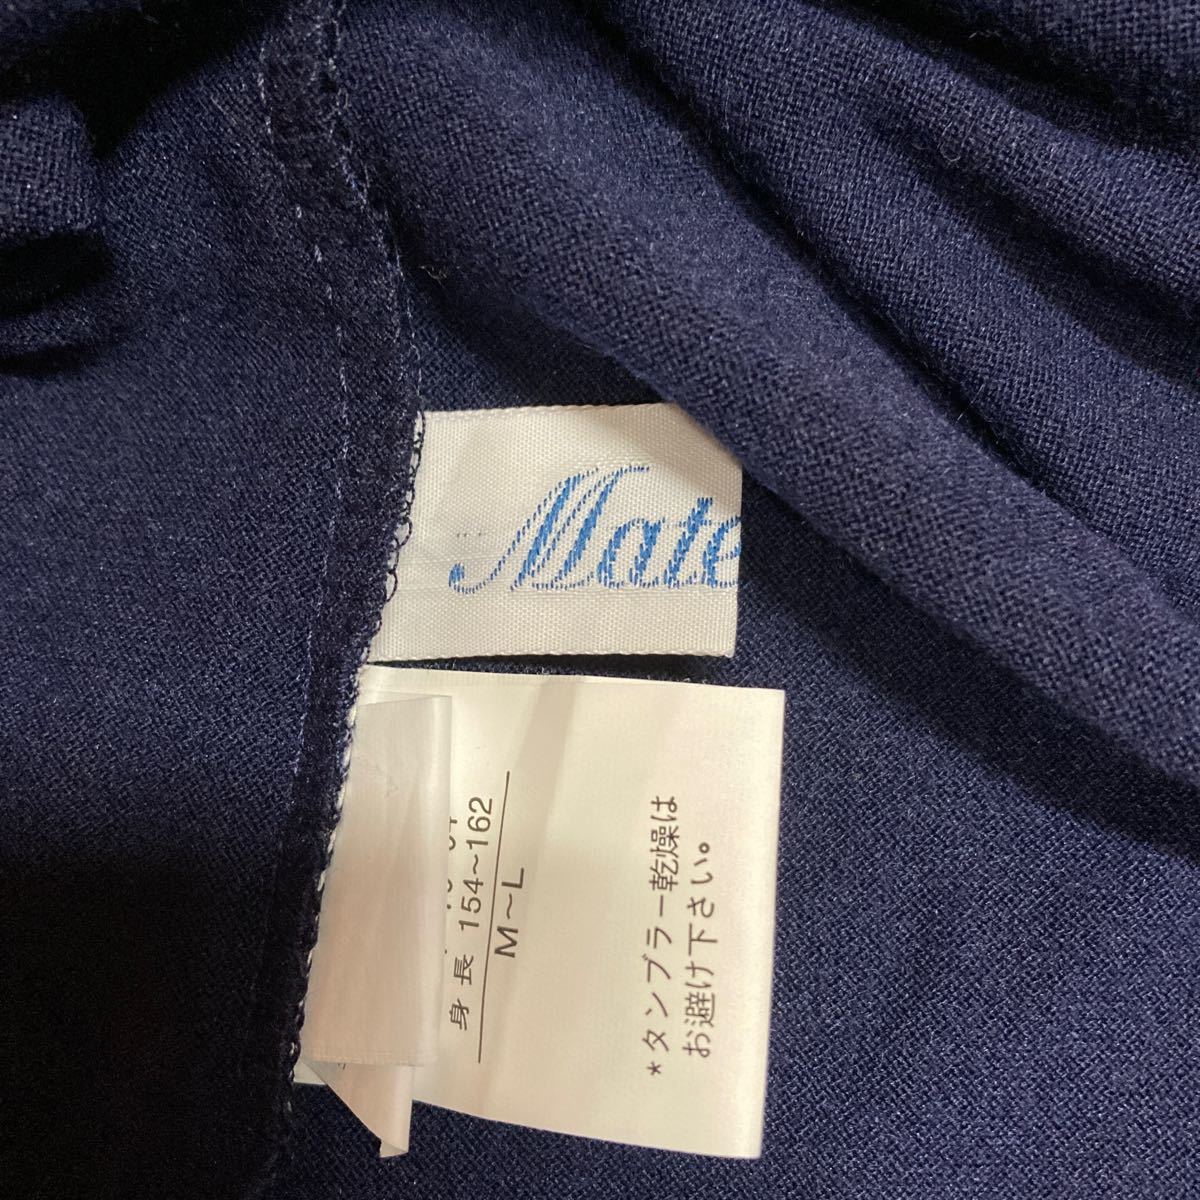 Mate
身長 154~162
M~L
*タンブラー乾燥は
お避け下さい。